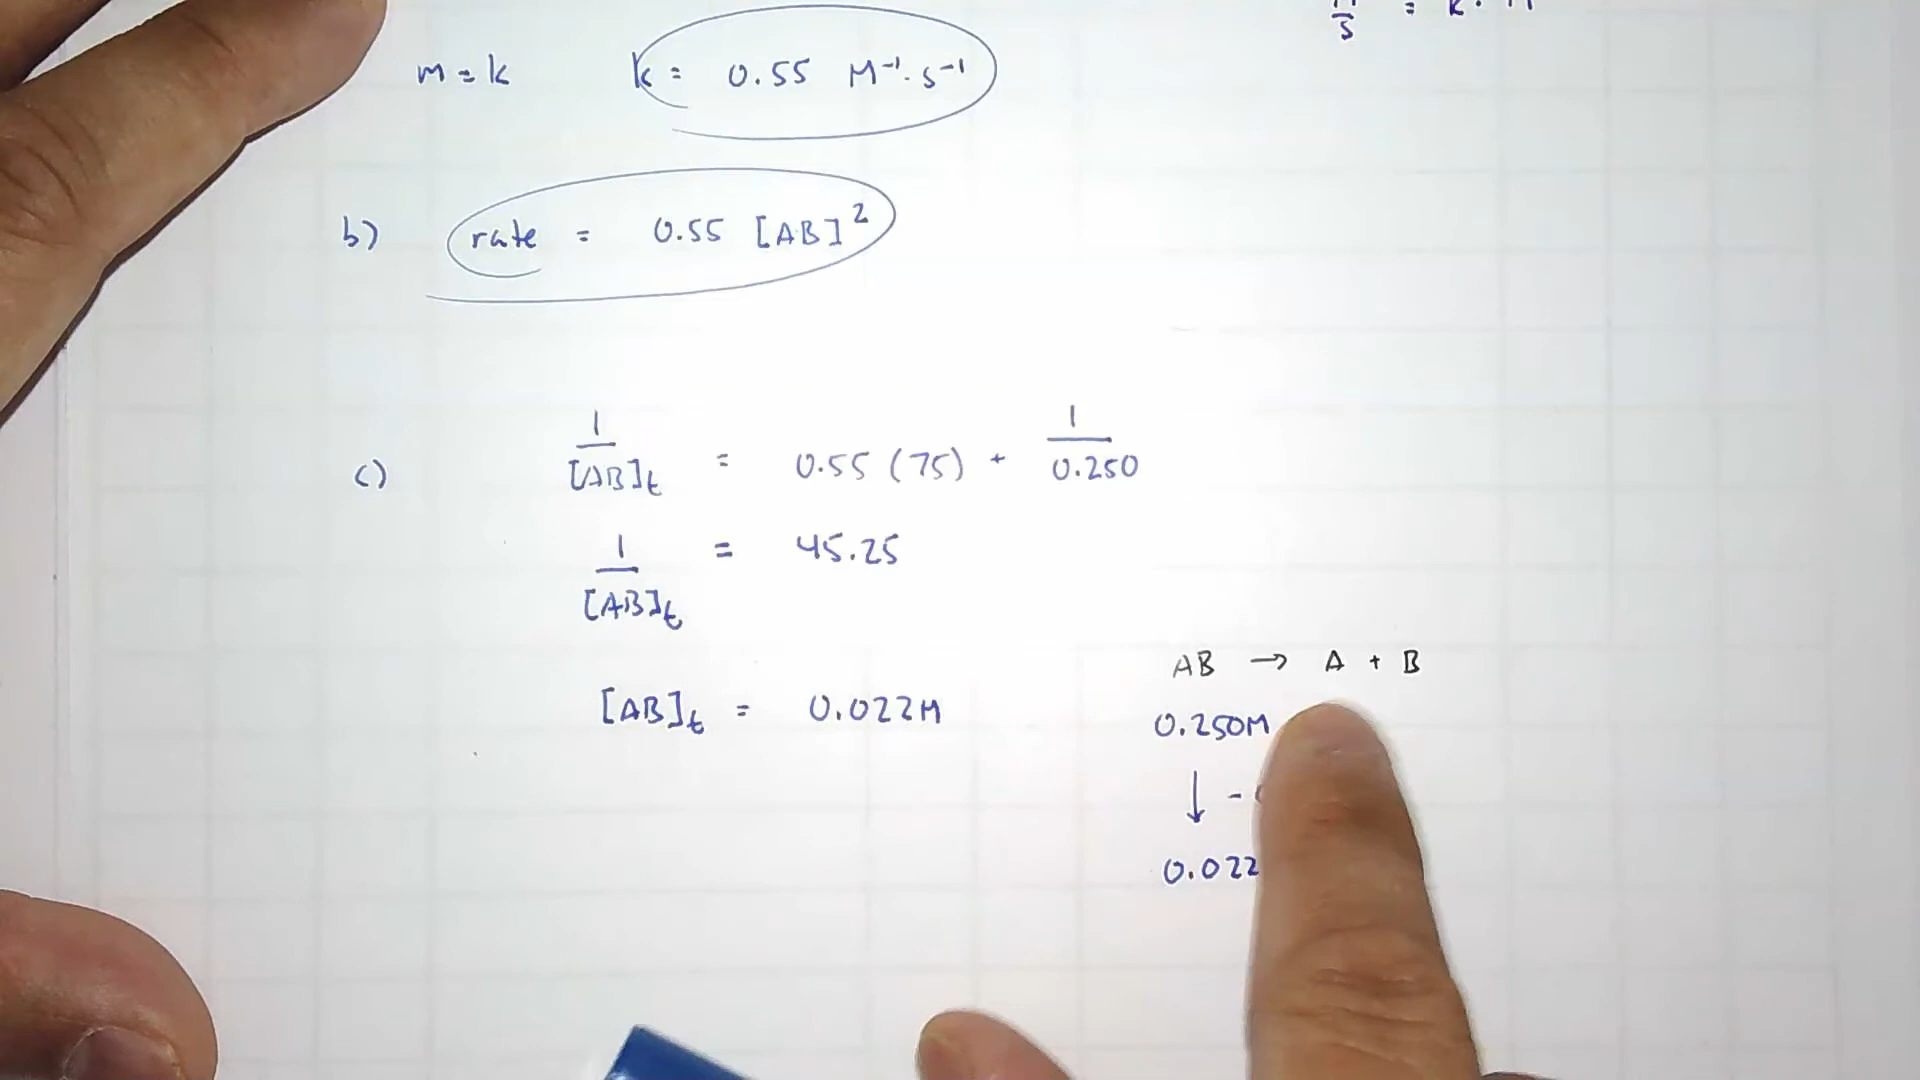 m = k    k = 0.55 M⁻¹·s⁻¹
b) rate = 0.55 [AB]²
c) 1/[AB]t = 0.55 (75) + 1/0.250
1/[AB]t = 45.25
[AB]t = 0.022M
AB → A + B
0.250M
↓ -
0.022